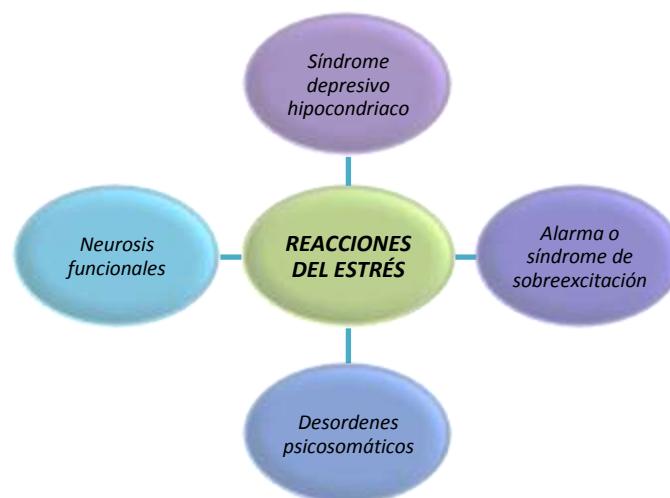 Síndrome
depresivo
hipocondriaco
Neurosis
funcionales
REACCIONES
DEL ESTRÉS
Alarma o
síndrome de
sobreexcitación
Desordenes
psicosomáticos